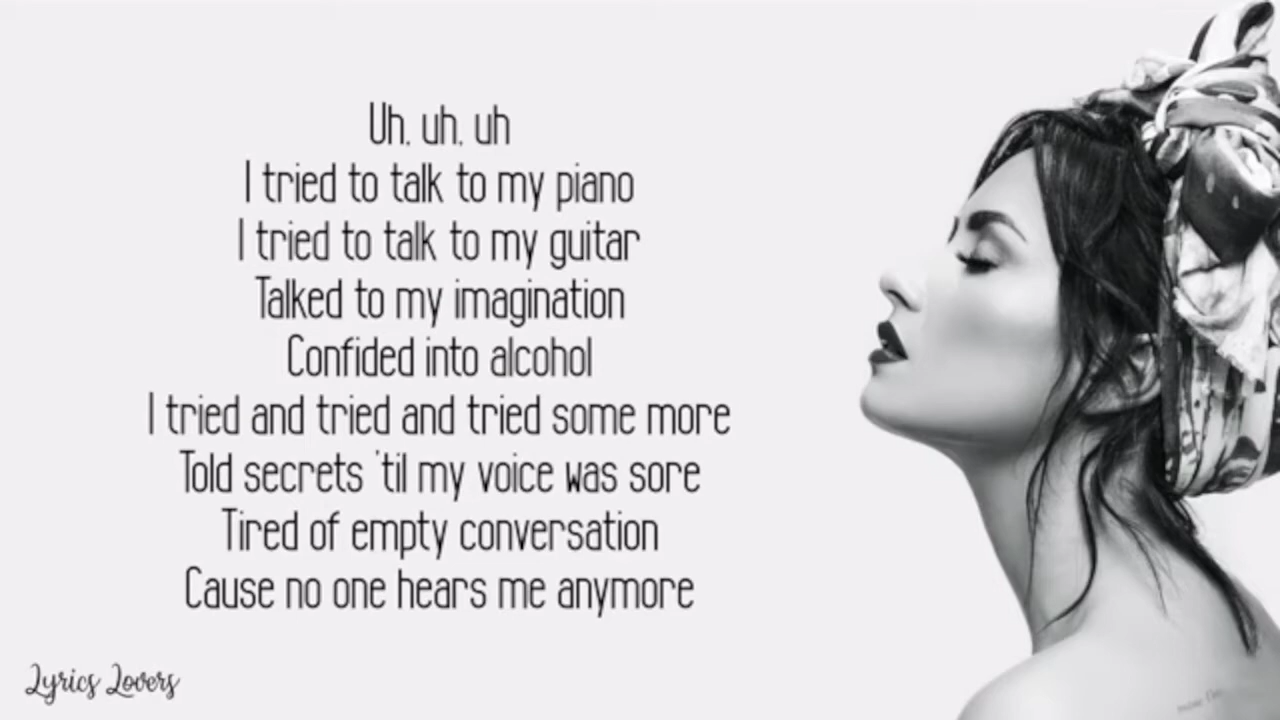 Uh, uh, uh
I tried to talk to my piano
I tried to talk to my guitar
Talked to my imagination
Confided into alcohol
I tried and tried and tried some more
Told secrets 'til my voice was sore
Tired of empty conversation
Cause no one hears me anymore
Lyrics Lovers